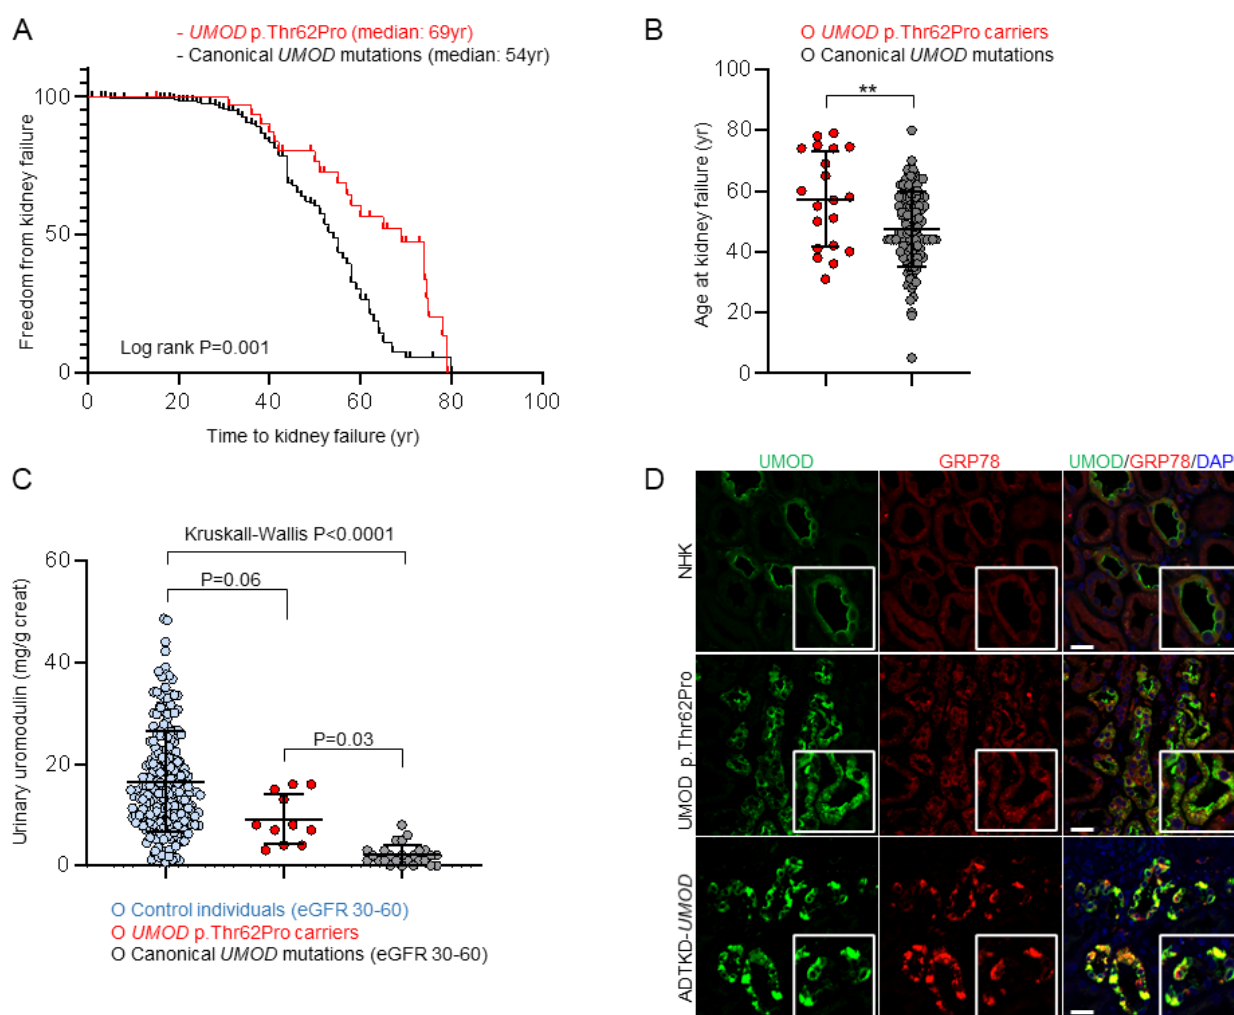 A
- UMOD p.Thr62Pro (median: 69yr)
- Canonical UMOD mutations (median: 54yr)
Freedom from kidney failure
100
50
0
Log rank P=0.001
0 20 40 60 80 100
Time to kidney failure (yr)
B
O UMOD p.Thr62Pro carriers
O Canonical UMOD mutations
Age at kidney failure (yr)
100
80
60
40
20
0
**
C
Kruskall-Wallis P<0.0001
P=0.06
P=0.03
Urinary uromodulin (mg/g creat)
60
40
20
0
O Control individuals (eGFR 30-60)
O UMOD p.Thr62Pro carriers
O Canonical UMOD mutations (eGFR 30-60)
D
UMOD GRP78 UMOD/GRP78/DAP
NHK
UMOD p.Thr62Pro
ADTKD-UMOD